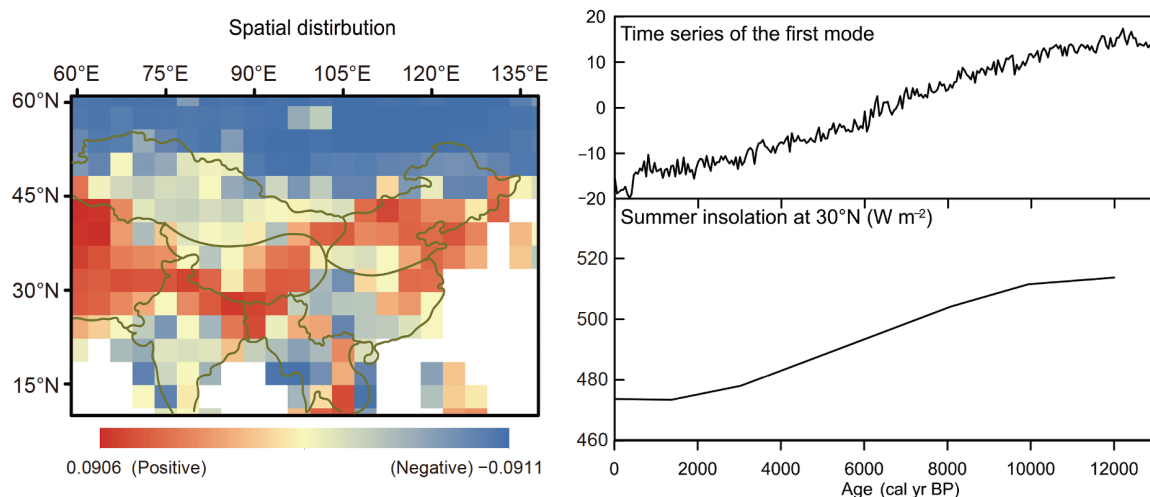 Spatial distirbution
60°E 75°E 90°E 105°E 120°E 135°E
60°N
45°N
30°N
15°N
0.0906 (Positive) (Negative) −0.0911
Time series of the first mode
20
10
0
−10
−20
Summer insolation at 30°N (W m⁻²)
520
500
480
460
0 2000 4000 6000 8000 10000 12000
Age (cal yr BP)